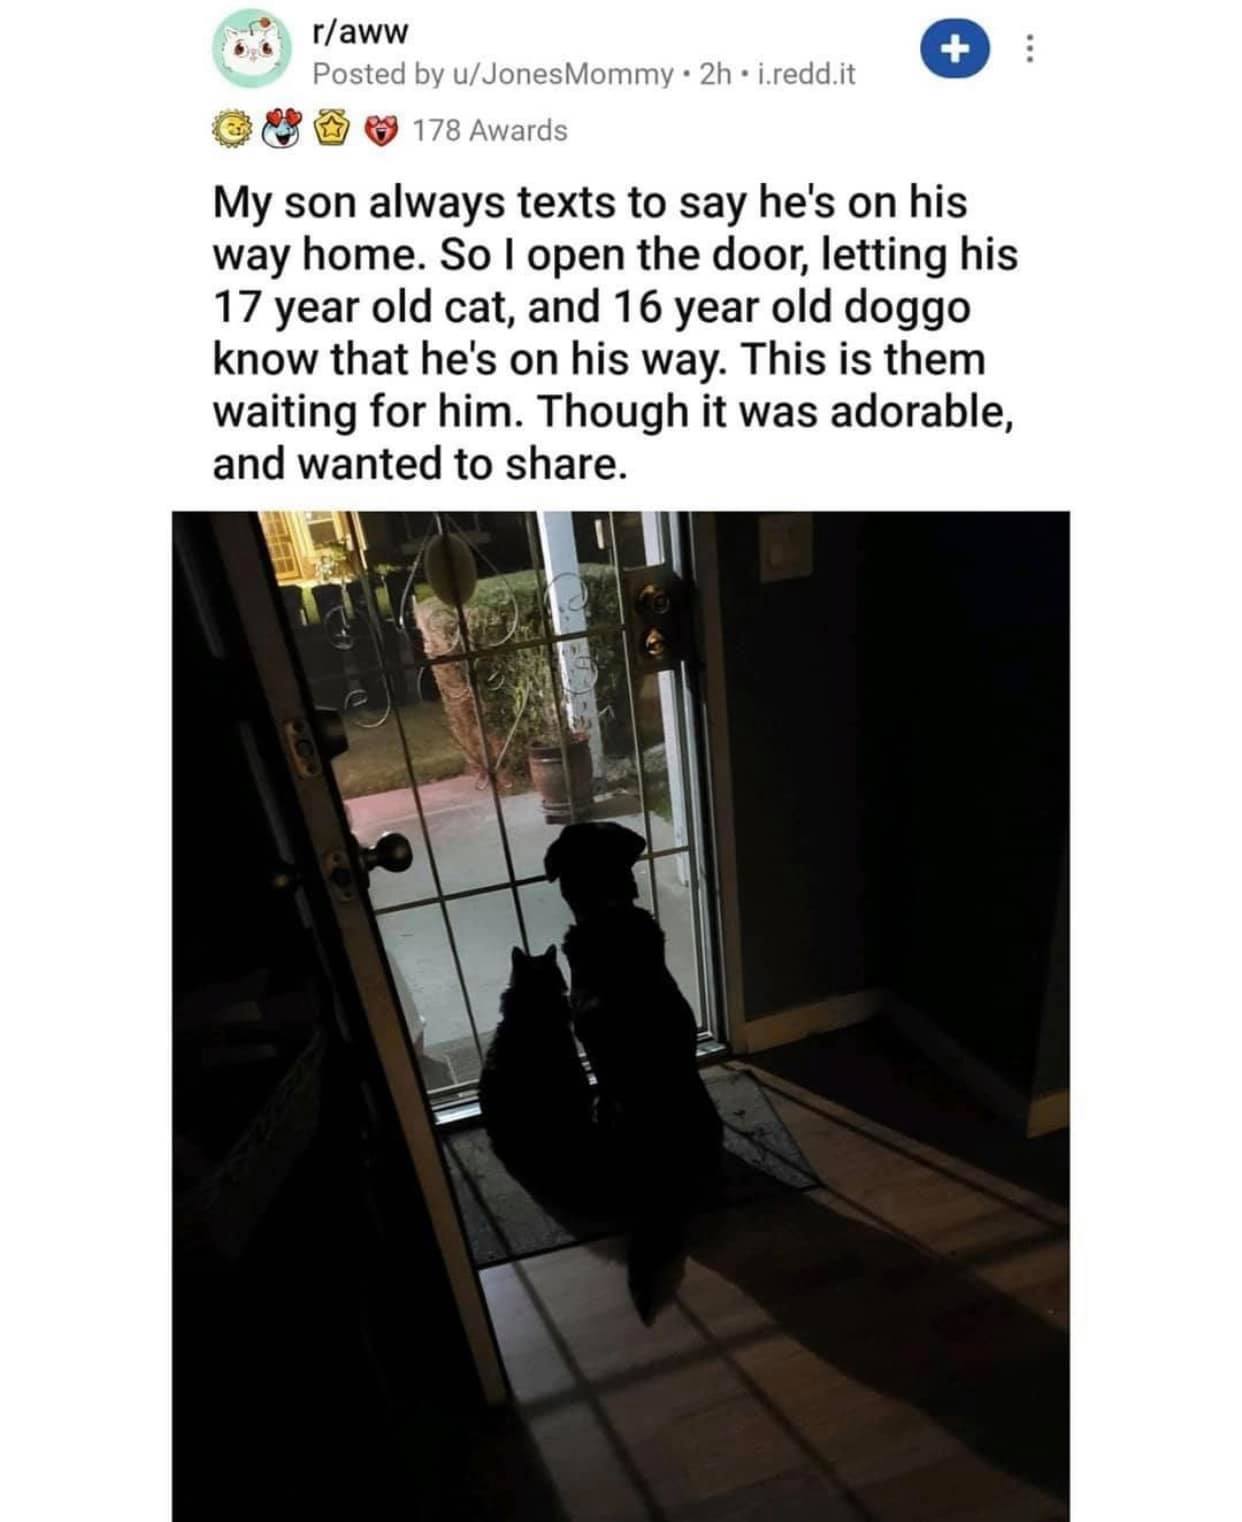 r/aww
Posted by u/JonesMommy • 2h • i.redd.it
178 Awards
My son always texts to say he's on his
way home. So I open the door, letting his
17 year old cat, and 16 year old doggo
know that he's on his way. This is them
waiting for him. Though it was adorable,
and wanted to share.